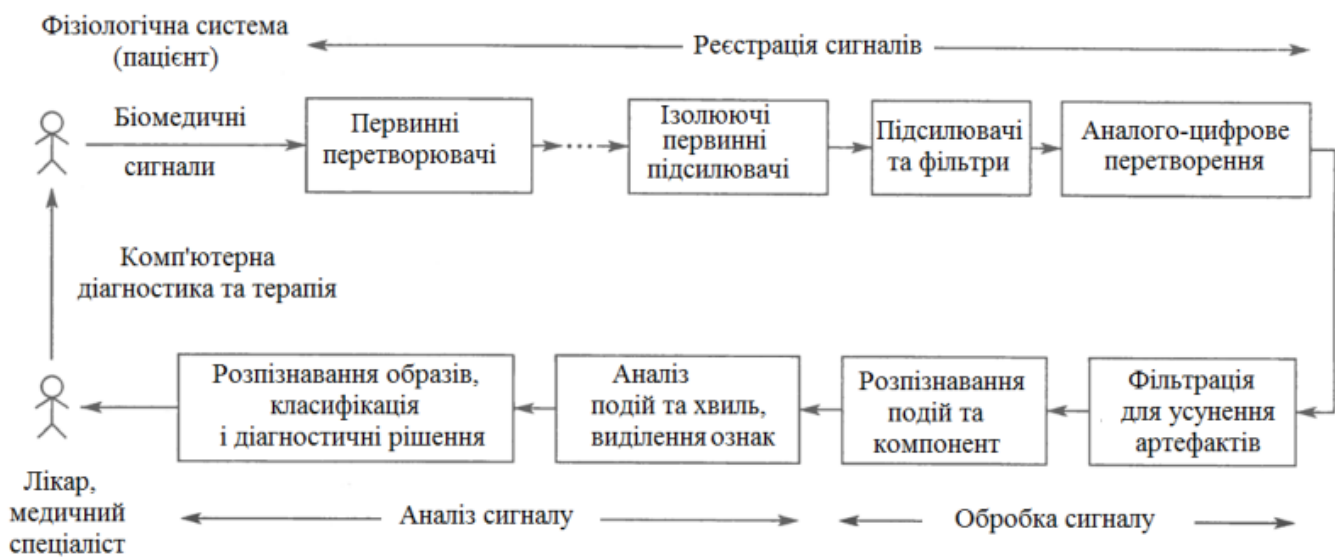 Фізіологічна система
(пацієнт)
Реєстрація сигналів
Біомедичні
сигнали
Первинні
перетворювачі
Ізолюючі
первинні
підсилювачі
Підсилювачі
та фільтри
Аналого-цифрове
перетворення
Комп'ютерна
діагностика та терапія
Розпізнавання образів,
класифікація
і діагностичні рішення
Аналіз
подій та хвиль,
виділення ознак
Розпізнавання
подій та
компонент
Фільтрація
для усунення
артефактів
Лікар,
медичний
спеціаліст
Аналіз сигналу
Обробка сигналу